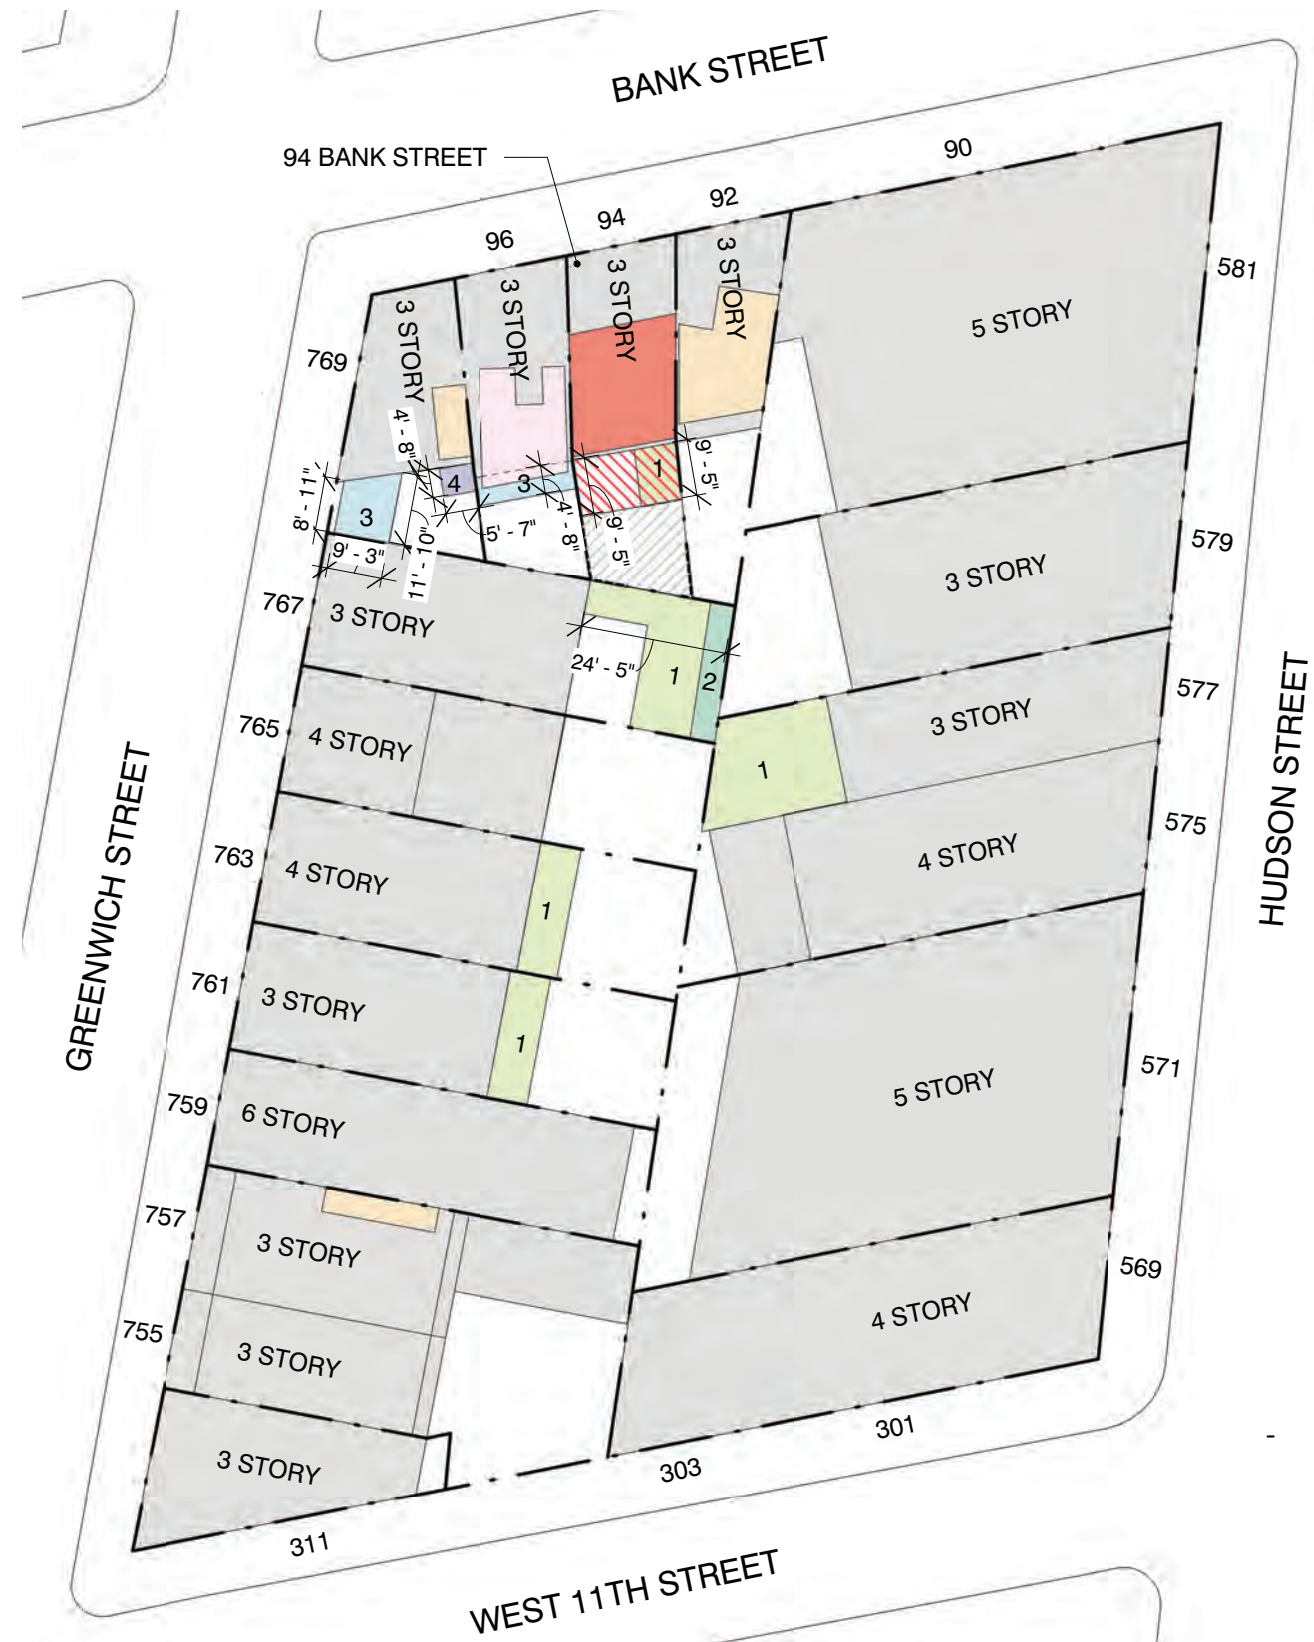 BANK STREET
94 BANK STREET
90
92
94
96
581
3 STORY
3 STORY
3 STORY
3 STORY
5 STORY
769
4' - 8"
9' - 5"
1
4
3
8' - 11"
3
5' - 7"
4' - 8"
9' - 5"
11' - 10"
9' - 3"
579
3 STORY
767
3 STORY
24' - 5"
1
2
577
3 STORY
765
4 STORY
1
HUDSON STREET
575
4 STORY
763
4 STORY
1
GREENWICH STREET
761
3 STORY
1
571
5 STORY
759
6 STORY
757
3 STORY
569
4 STORY
755
3 STORY
301
-
303
3 STORY
311
WEST 11TH STREET